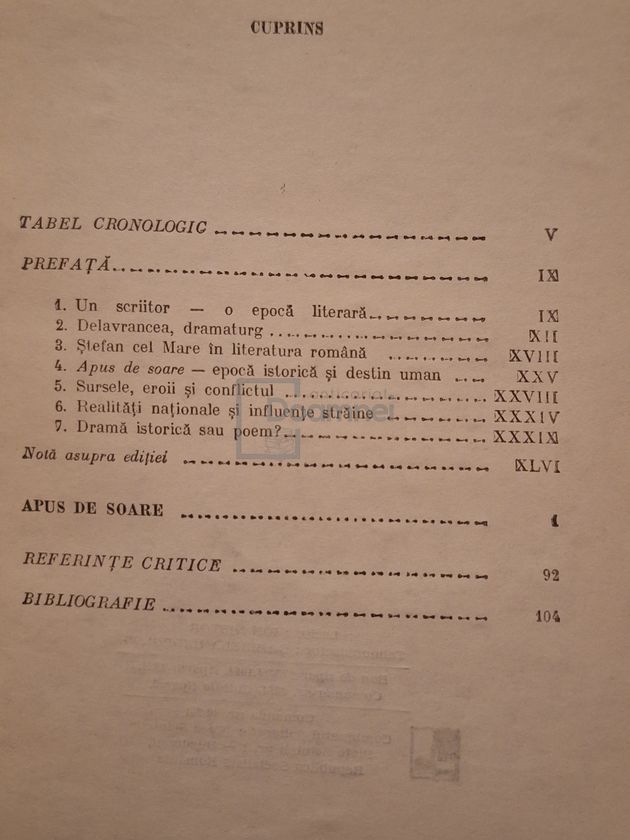 CUPRINS
TABEL CRONOLOGIC V
PREFAȚĂ IX
1. Un scriitor — o epocă literară IX
2. Delavrancea, dramaturg XII
3. Ștefan cel Mare în literatura română XVIII
4. Apus de soare — epocă istorică și destin uman XXV
5. Sursele, eroii și conflictul XXVIII
6. Realități naționale și influențe străine XXXIV
7. Dramă istorică sau poem? XXXIX
Notă asupra ediției XLVI
APUS DE SOARE 1
REFERINȚE CRITICE 92
BIBLIOGRAFIE 104